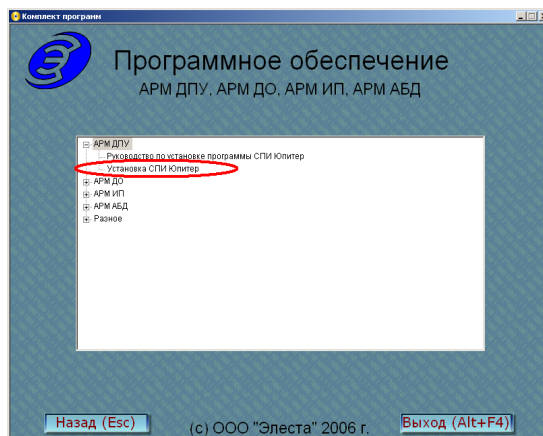 Комплект программ
Программное обеспечение
АРМ ДПУ, АРМ ДО, АРМ ИП, АРМ АБД
АРМ ДПУ
Руководство по установке программы СПИ Юпитер
Установка СПИ Юпитер
АРМ ДО
АРМ ИП
АРМ АБД
Разное
Назад (Esc)
(c) ООО "Элеста" 2006 г.
Выход (Alt+F4)